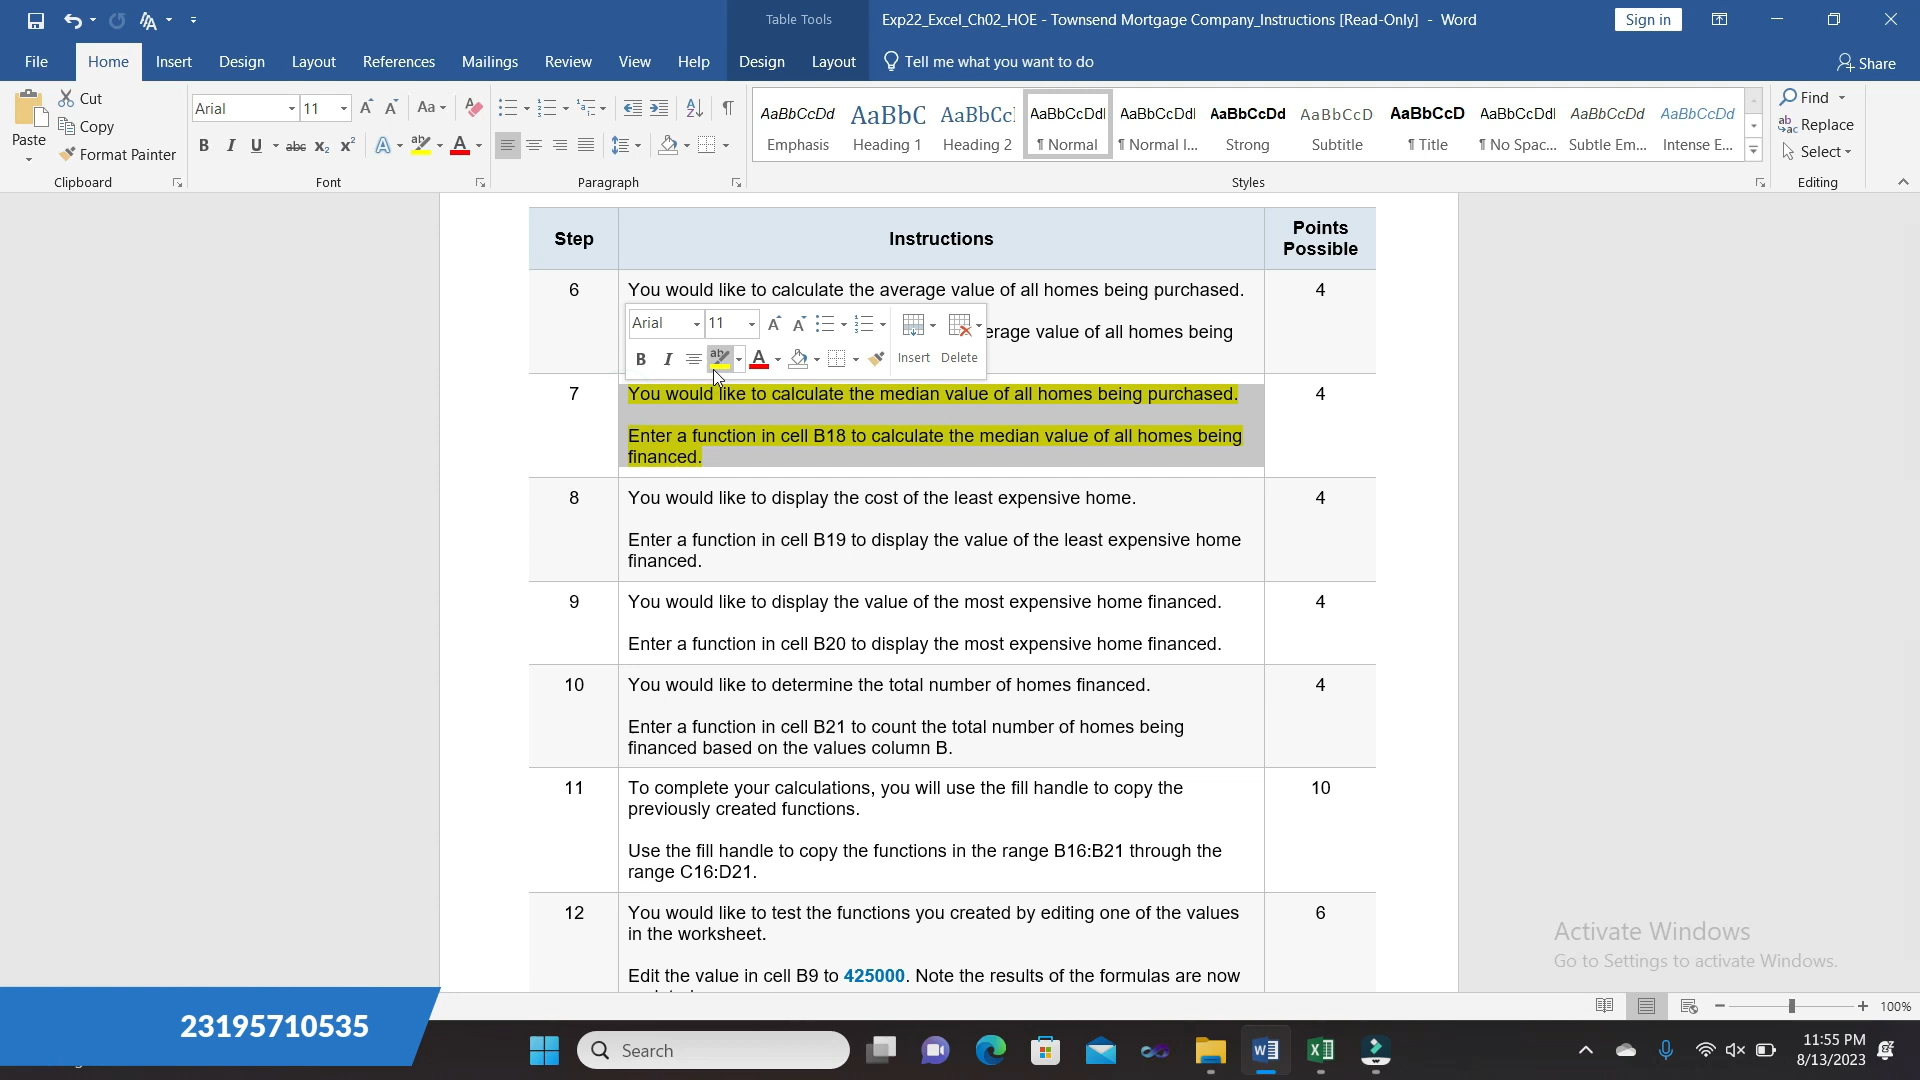 Table Tools
Exp22_Excel_Ch02_HOE - Townsend Mortgage Company_Instructions [Read-Only] - Word
Sign in
File Home Insert Design Layout References Mailings Review View Help Design Layout Tell me what you want to do Share
Paste
Cut
Copy
Format Painter
Clipboard
Arial 11
Font
Paragraph
AaBbCcDd AaBbC AaBbCcl AaBbCcDdl AaBbCcDdl AaBbCcDd AaBbCcD AaBbCcD AaBbCcDdl AaBbCcDd AaBbCcDd
Emphasis Heading 1 Heading 2 ¶ Normal ¶ Normal I... Strong Subtitle ¶ Title ¶ No Spac... Subtle Em... Intense E...
Styles
Find
Replace
Select
Editing
Step Instructions Points Possible
6 You would like to calculate the average value of all homes being purchased. 4
erage value of all homes being
Arial 11
Insert Delete
7 You would like to calculate the median value of all homes being purchased. 4
Enter a function in cell B18 to calculate the median value of all homes being
financed.
8 You would like to display the cost of the least expensive home. 4
Enter a function in cell B19 to display the value of the least expensive home
financed.
9 You would like to display the value of the most expensive home financed. 4
Enter a function in cell B20 to display the most expensive home financed.
10 You would like to determine the total number of homes financed. 4
Enter a function in cell B21 to count the total number of homes being
financed based on the values column B.
11 To complete your calculations, you will use the fill handle to copy the 10
previously created functions.
Use the fill handle to copy the functions in the range B16:B21 through the
range C16:D21.
12 You would like to test the functions you created by editing one of the values 6
in the worksheet.
Edit the value in cell B9 to 425000. Note the results of the formulas are now
Activate Windows
Go to Settings to activate Windows.
100%
23195710535
Search
11:55 PM
8/13/2023